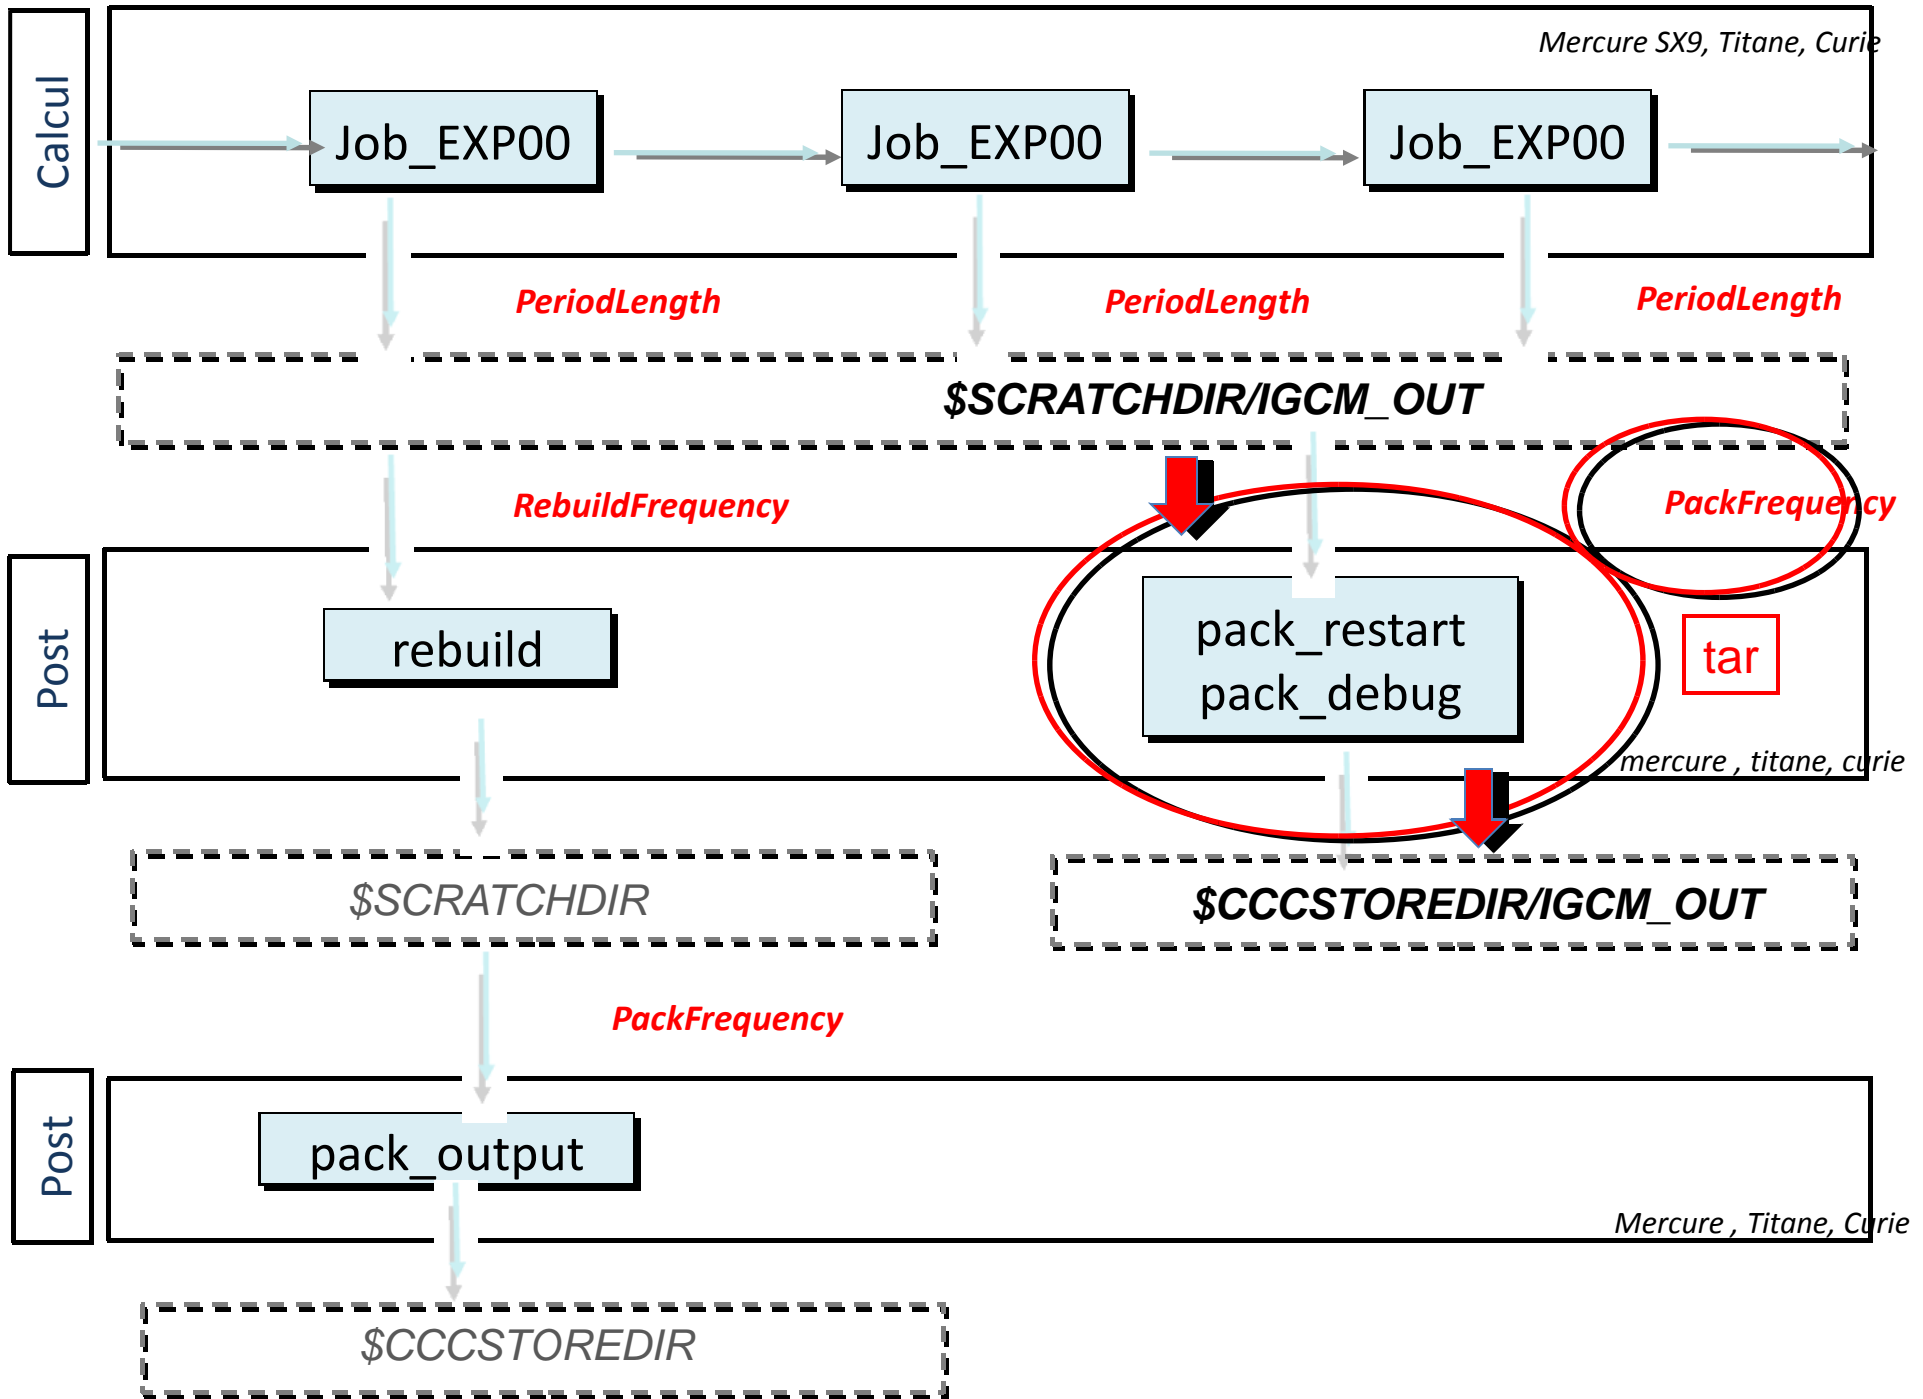 Calcul
Mercure SX9, Titane, Curie
Job_EXP00
Job_EXP00
Job_EXP00
PeriodLength
PeriodLength
PeriodLength
$SCRATCHDIR/IGCM_OUT
RebuildFrequency
PackFrequency
Post
rebuild
pack_restart
pack_debug
tar
mercure , titane, curie
$SCRATCHDIR
$CCCSTOREDIR/IGCM_OUT
PackFrequency
Post
pack_output
Mercure , Titane, Curie
$CCCSTOREDIR